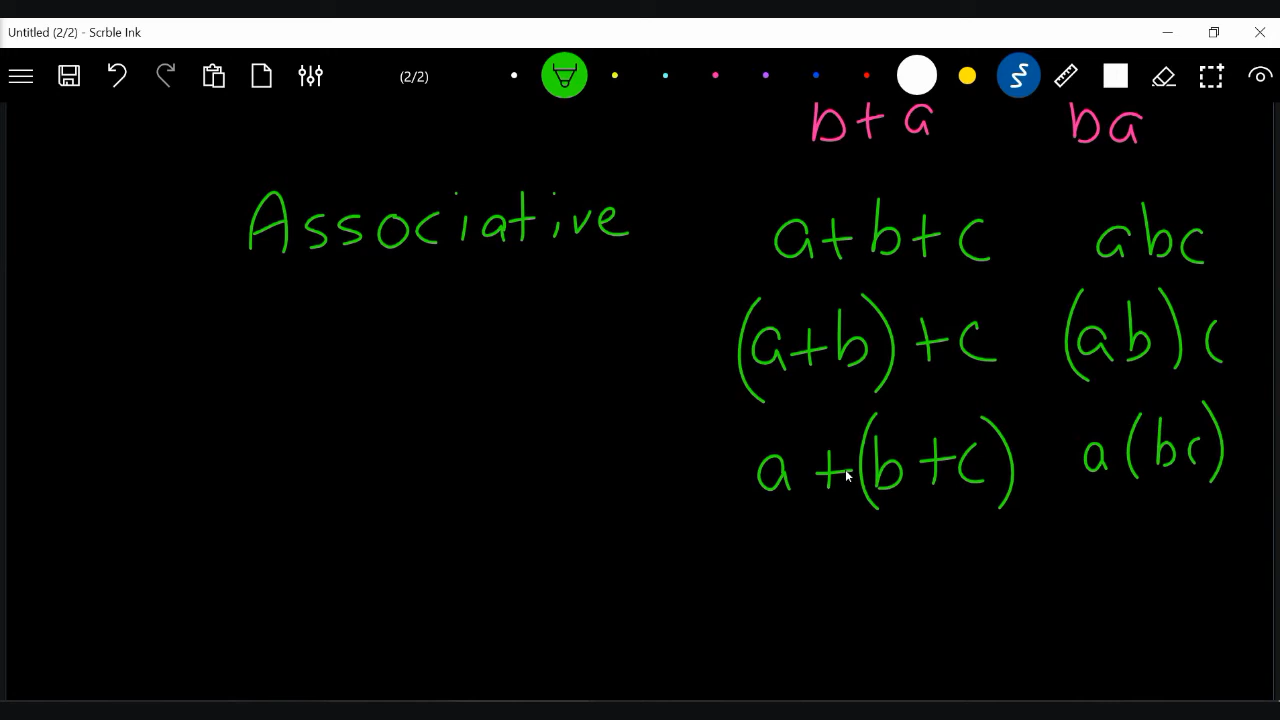 Untitled (2/2) - Scrble Ink
(2/2)
b+a ba
Associative a+b+c abc
(a+b)+c (ab)c
a+(b+c) a(bc)